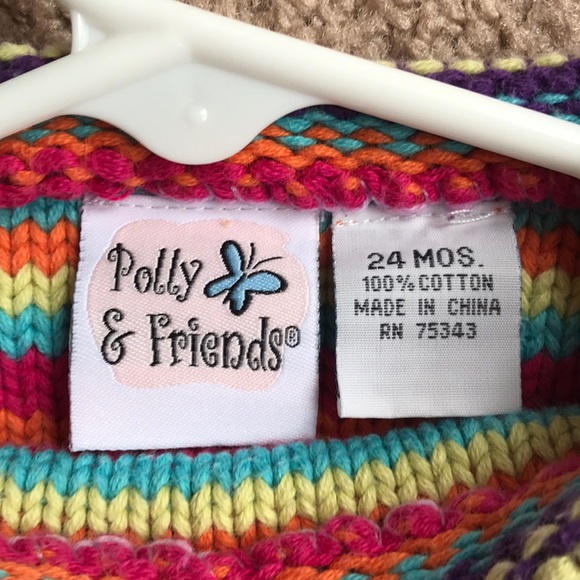 Polly
& Friends®
24 MOS.
100% COTTON
MADE IN CHINA
RN 75343